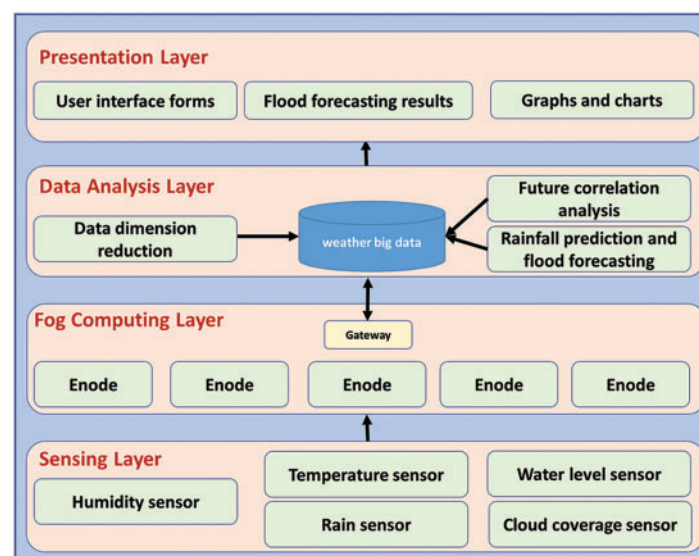 Presentation Layer
User interface forms
Flood forecasting results
Graphs and charts
Data Analysis Layer
Data dimension
reduction
weather big data
Future correlation
analysis
Rainfall prediction and
flood forecasting
Fog Computing Layer
Gateway
Enode
Enode
Enode
Enode
Enode
Sensing Layer
Humidity sensor
Temperature sensor
Water level sensor
Rain sensor
Cloud coverage sensor